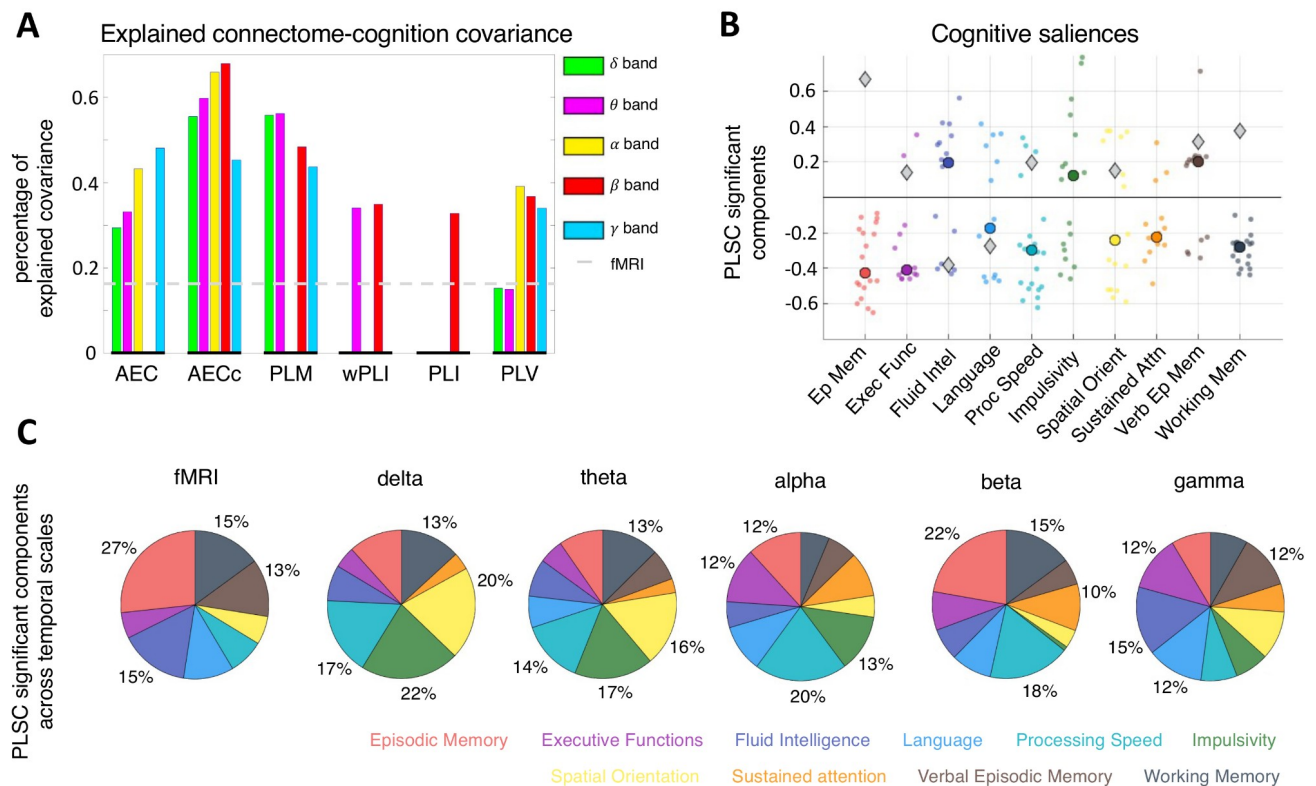 A
Explained connectome-cognition covariance
percentage of
explained covariance
0.6
0.4
0.2
0
AEC AECc PLM wPLI PLI PLV
δ band
θ band
α band
β band
γ band
fMRI
B
Cognitive saliences
PLSC significant
components
0.6
0.4
0.2
-0.2
-0.4
-0.6
Ep Mem
Exec Func
Fluid Intel
Language
Proc Speed
Impulsivity
Spatial Orient
Sustained Attn
Verb Ep Mem
Working Mem
C
PLSC significant components
across temporal scales
fMRI
27%
15%
13%
15%
delta
13%
20%
22%
17%
theta
13%
16%
17%
14%
alpha
12%
12%
13%
20%
beta
22%
15%
10%
18%
gamma
12%
12%
15%
12%
Episodic Memory Executive Functions Fluid Intelligence Language Processing Speed Impulsivity
Spatial Orientation Sustained attention Verbal Episodic Memory Working Memory